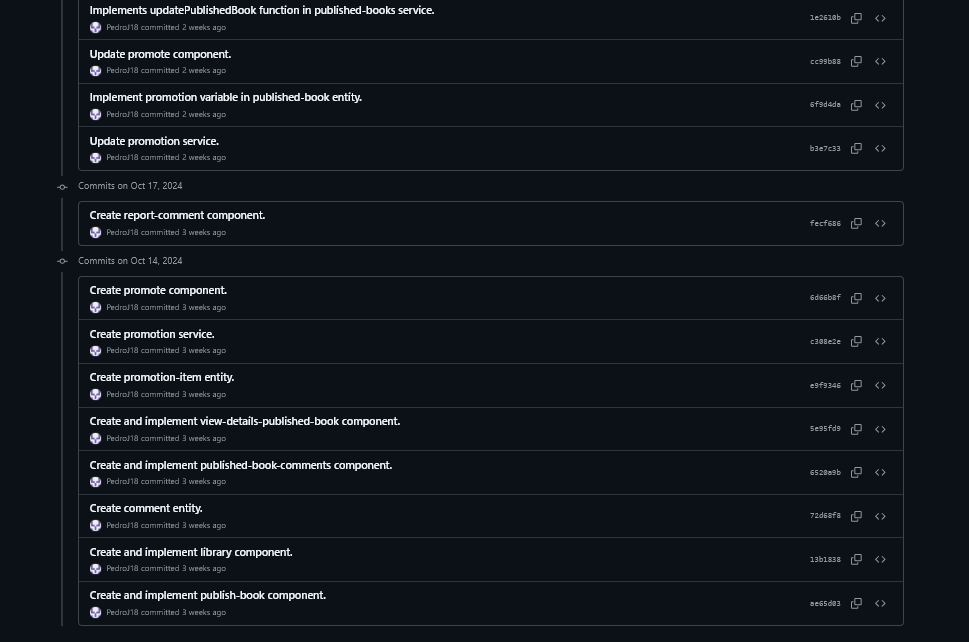 Implements updatePublishedBook function in published-books service.
1e2610b
PedroJ18 committed 2 weeks ago
Update promote component.
cc99b88
PedroJ18 committed 2 weeks ago
Implement promotion variable in published-book entity.
6f9d4da
PedroJ18 committed 2 weeks ago
Update promotion service.
b3e7c33
PedroJ18 committed 2 weeks ago
Commits on Oct 17, 2024
Create report-comment component.
fecf686
PedroJ18 committed 3 weeks ago
Commits on Oct 14, 2024
Create promote component.
6d66b8f
PedroJ18 committed 3 weeks ago
Create promotion service.
c308e2e
PedroJ18 committed 3 weeks ago
Create promotion-item entity.
e9f9346
PedroJ18 committed 3 weeks ago
Create and implement view-details-published-book component.
5e95fd9
PedroJ18 committed 3 weeks ago
Create and implement published-book-comments component.
6520a9b
PedroJ18 committed 3 weeks ago
Create comment entity.
72d68f8
PedroJ18 committed 3 weeks ago
Create and implement library component.
13b1838
PedroJ18 committed 3 weeks ago
Create and implement publish-book component.
ae65d03
PedroJ18 committed 3 weeks ago